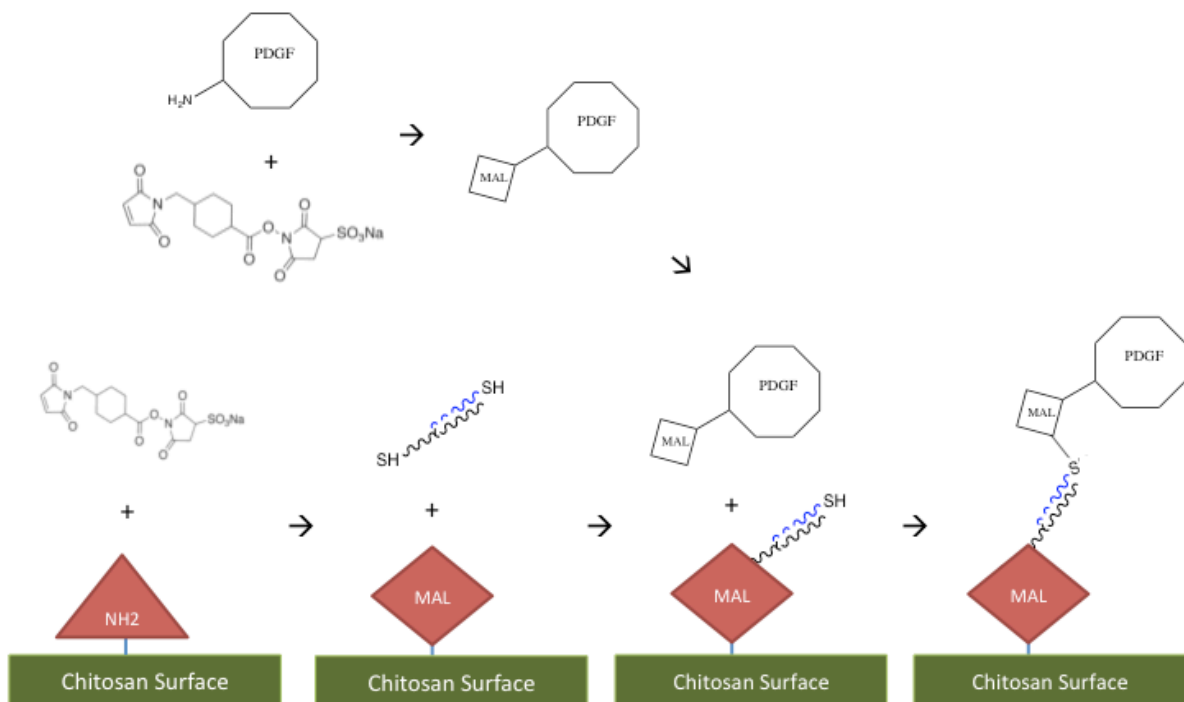 PDGF
H2N
+
→
PDGF
MAL
O
N
O
O
O
O
N
O
SO3Na
→
O
N
O
O
O
O
N
O
SO3Na
SH
SH
PDGF
MAL
PDGF
MAL
S
SH
+
→
+
→
+
→
NH2
MAL
MAL
MAL
Chitosan Surface
Chitosan Surface
Chitosan Surface
Chitosan Surface